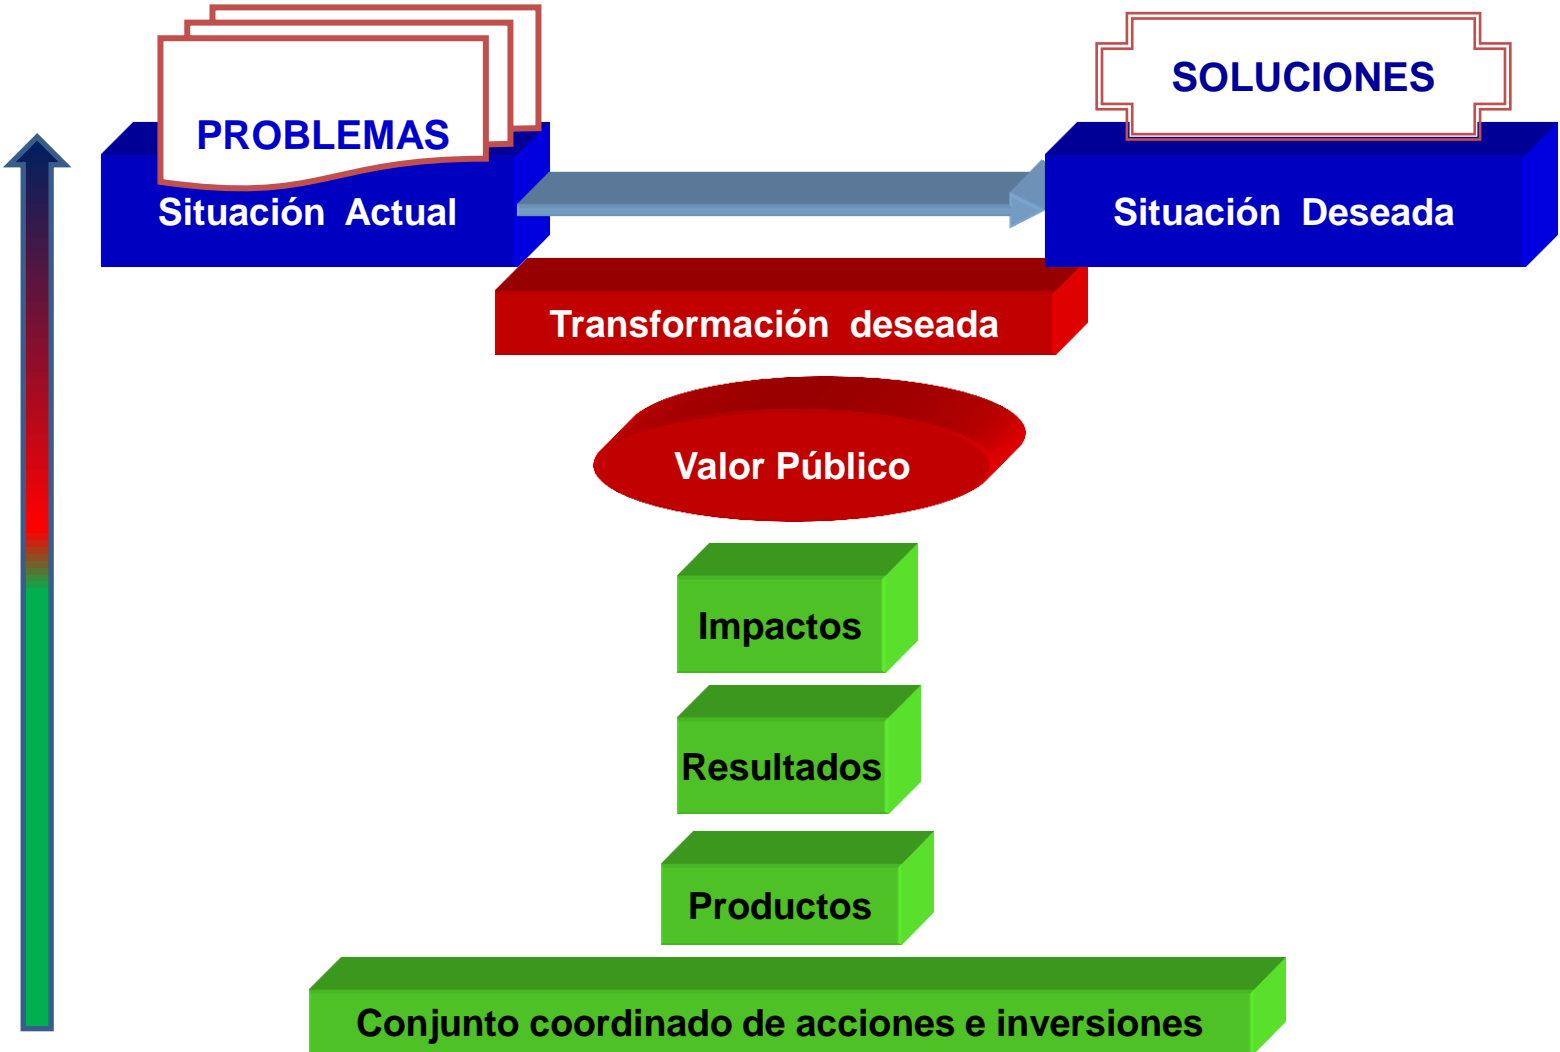 PROBLEMAS
SOLUCIONES
Situación Actual
Situación Deseada
Transformación deseada
Valor Público
Impactos
Resultados
Productos
Conjunto coordinado de acciones e inversiones